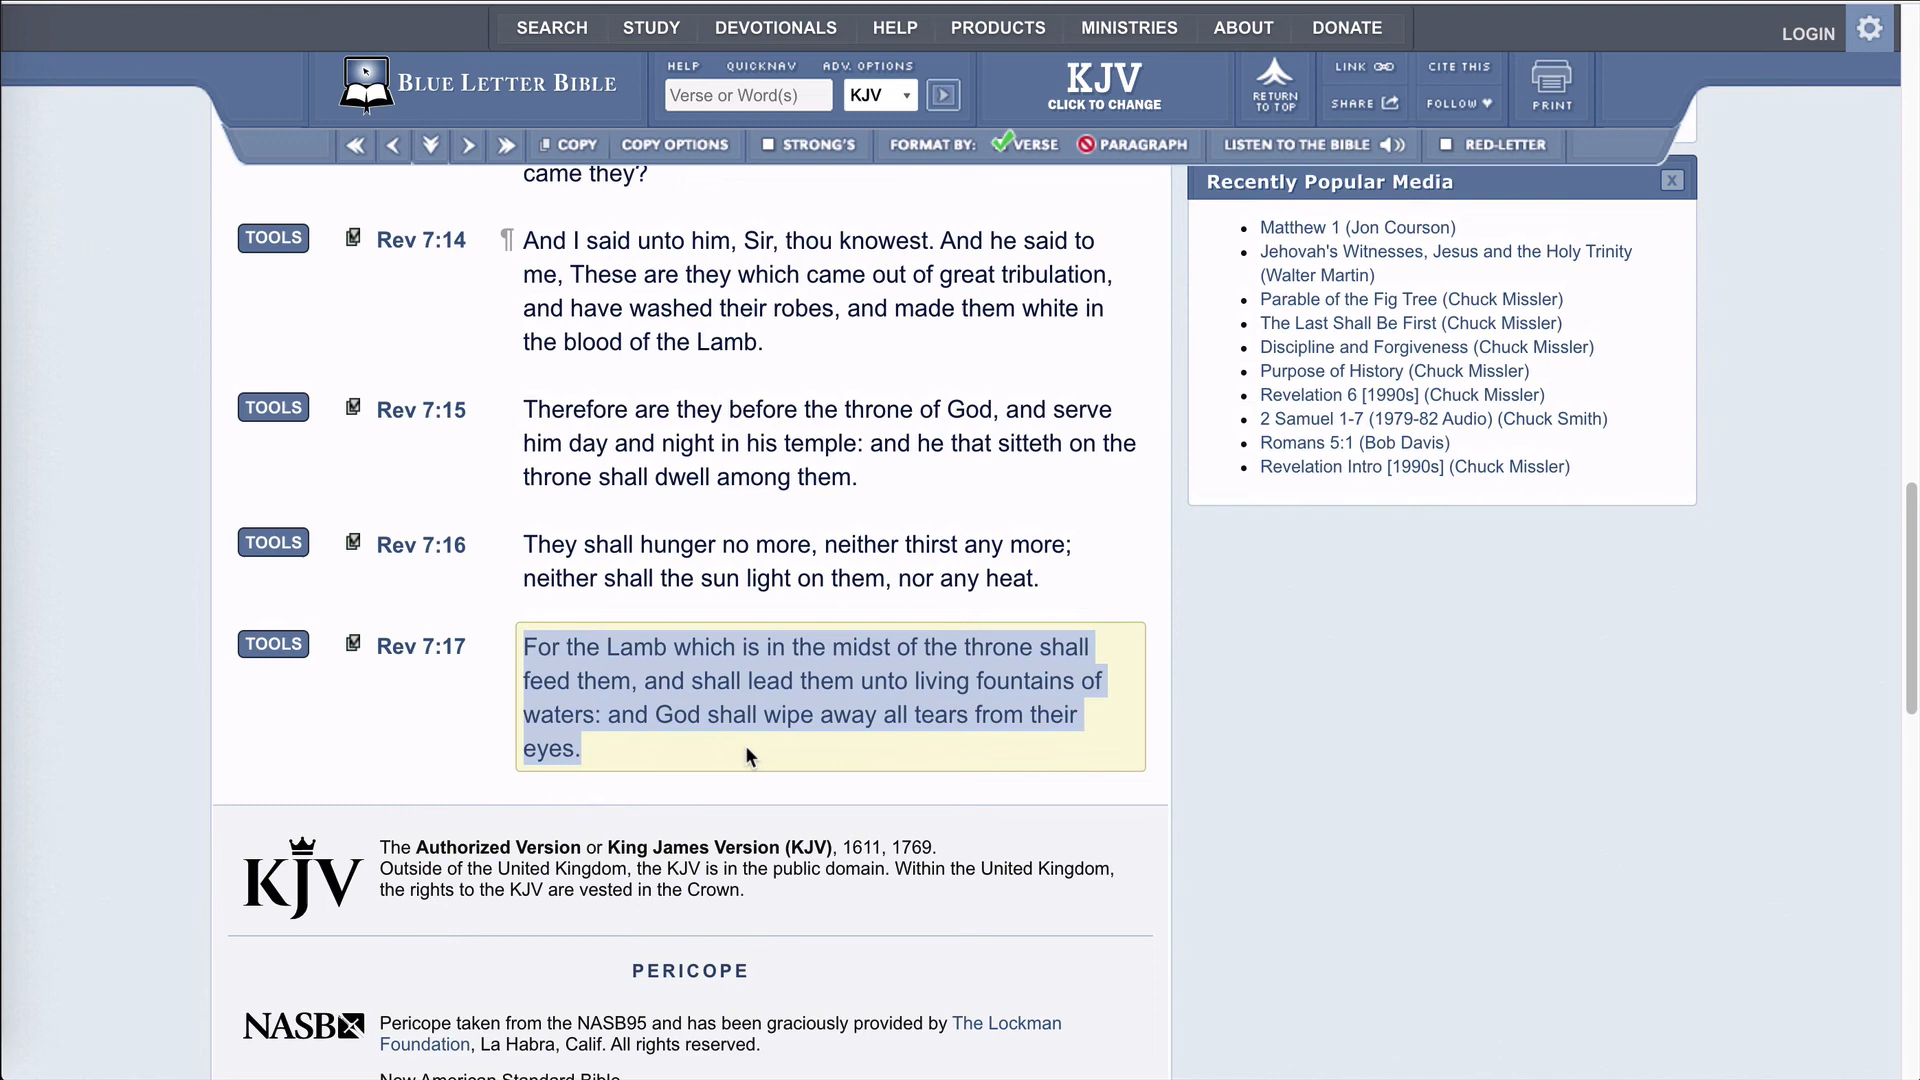 SEARCH STUDY DEVOTIONALS HELP PRODUCTS MINISTRIES ABOUT DONATE
LOGIN
BLUE LETTER BIBLE
HELP QUICKNAV ADV. OPTIONS
Verse or Word(s)
KJV
KJV
CLICK TO CHANGE
RETURN
TO TOP
LINK
SHARE
CITE THIS
FOLLOW
PRINT
COPY COPY OPTIONS STRONG'S FORMAT BY: VERSE PARAGRAPH LISTEN TO THE BIBLE RED-LETTER
came they?
TOOLS Rev 7:14 ¶ And I said unto him, Sir, thou knowest. And he said to
me, These are they which came out of great tribulation,
and have washed their robes, and made them white in
the blood of the Lamb.
TOOLS Rev 7:15 Therefore are they before the throne of God, and serve
him day and night in his temple: and he that sitteth on the
throne shall dwell among them.
TOOLS Rev 7:16 They shall hunger no more, neither thirst any more;
neither shall the sun light on them, nor any heat.
TOOLS Rev 7:17 For the Lamb which is in the midst of the throne shall
feed them, and shall lead them unto living fountains of
waters: and God shall wipe away all tears from their
eyes.
KJV
The Authorized Version or King James Version (KJV), 1611, 1769.
Outside of the United Kingdom, the KJV is in the public domain. Within the United Kingdom,
the rights to the KJV are vested in the Crown.
PERICOPE
NASB
Pericope taken from the NASB95 and has been graciously provided by The Lockman
Foundation, La Habra, Calif. All rights reserved.
New American Standard Bible
Recently Popular Media
X
Matthew 1 (Jon Courson)
Jehovah's Witnesses, Jesus and the Holy Trinity
(Walter Martin)
Parable of the Fig Tree (Chuck Missler)
The Last Shall Be First (Chuck Missler)
Discipline and Forgiveness (Chuck Missler)
Purpose of History (Chuck Missler)
Revelation 6 [1990s] (Chuck Missler)
2 Samuel 1-7 (1979-82 Audio) (Chuck Smith)
Romans 5:1 (Bob Davis)
Revelation Intro [1990s] (Chuck Missler)